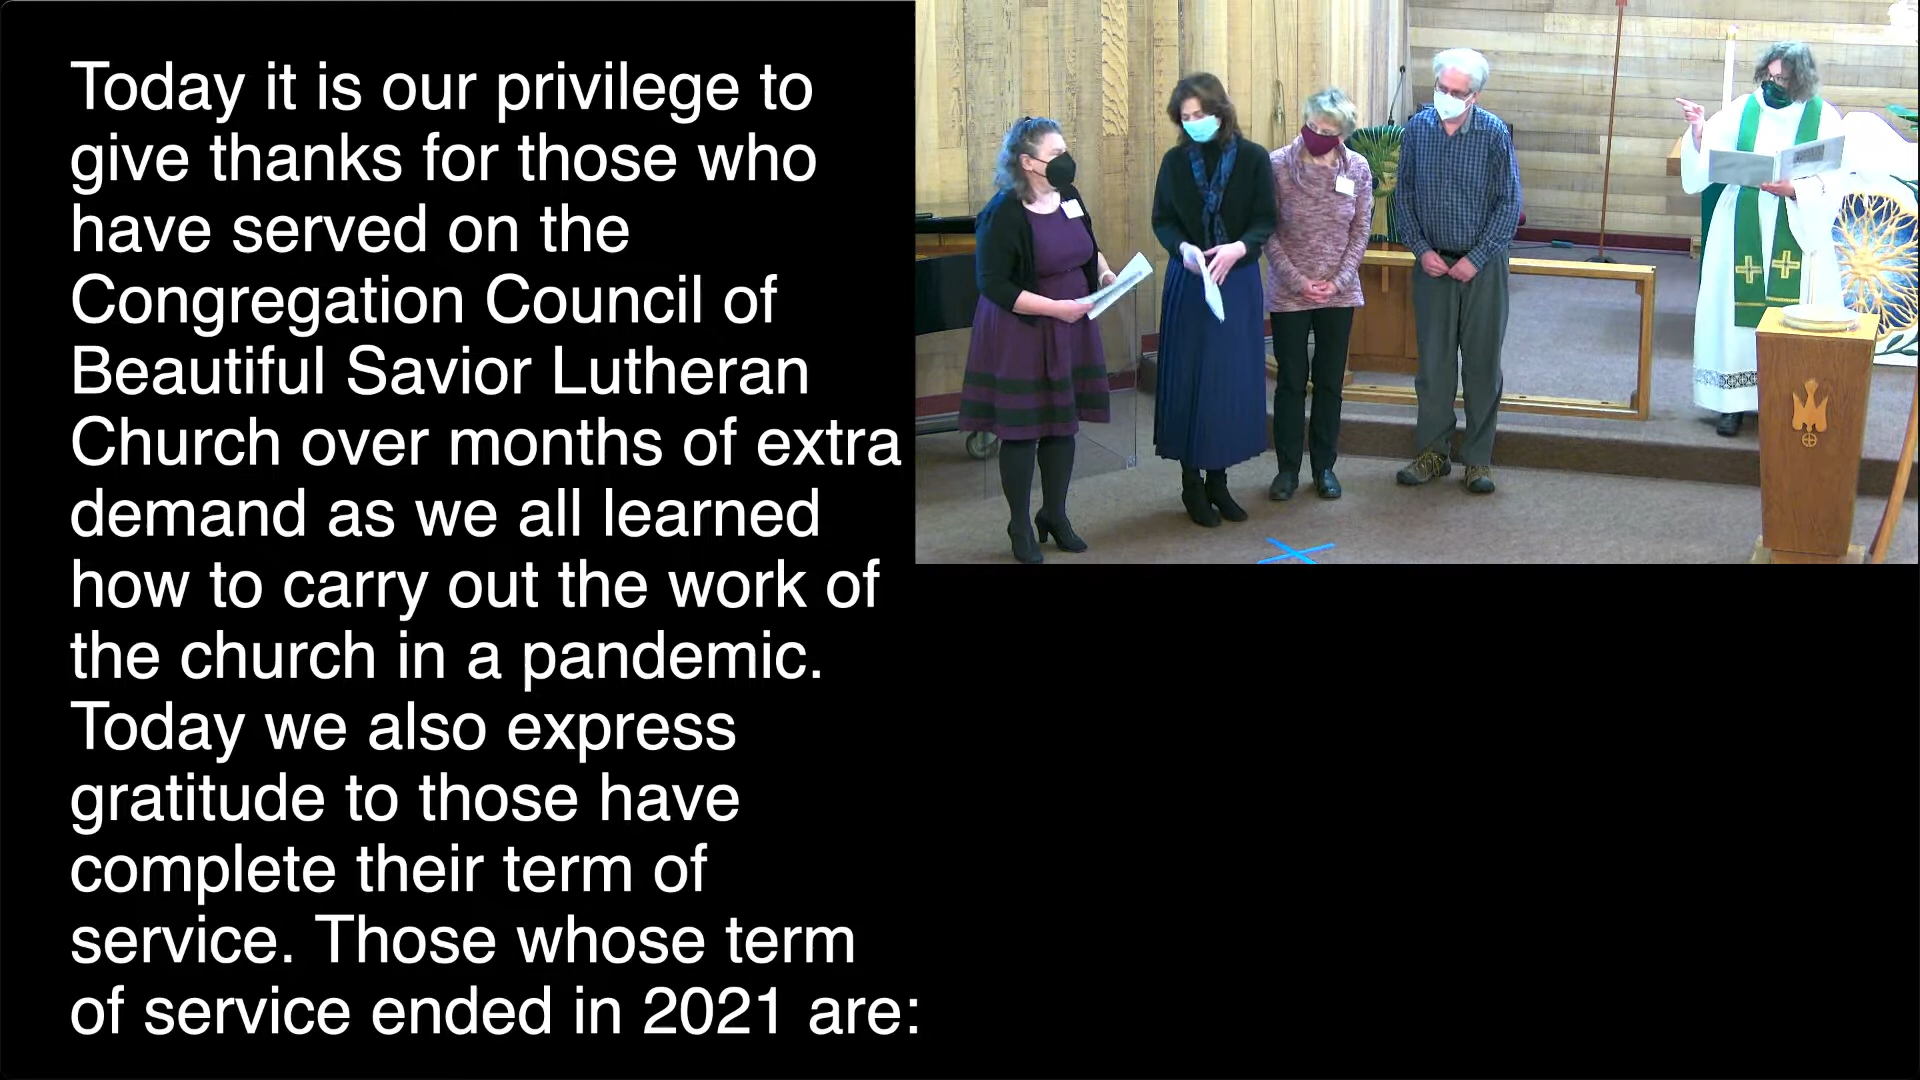 Today it is our privilege to
give thanks for those who
have served on the
Congregation Council of
Beautiful Savior Lutheran
Church over months of extra
demand as we all learned
how to carry out the work of
the church in a pandemic.
Today we also express
gratitude to those have
complete their term of
service. Those whose term
of service ended in 2021 are: